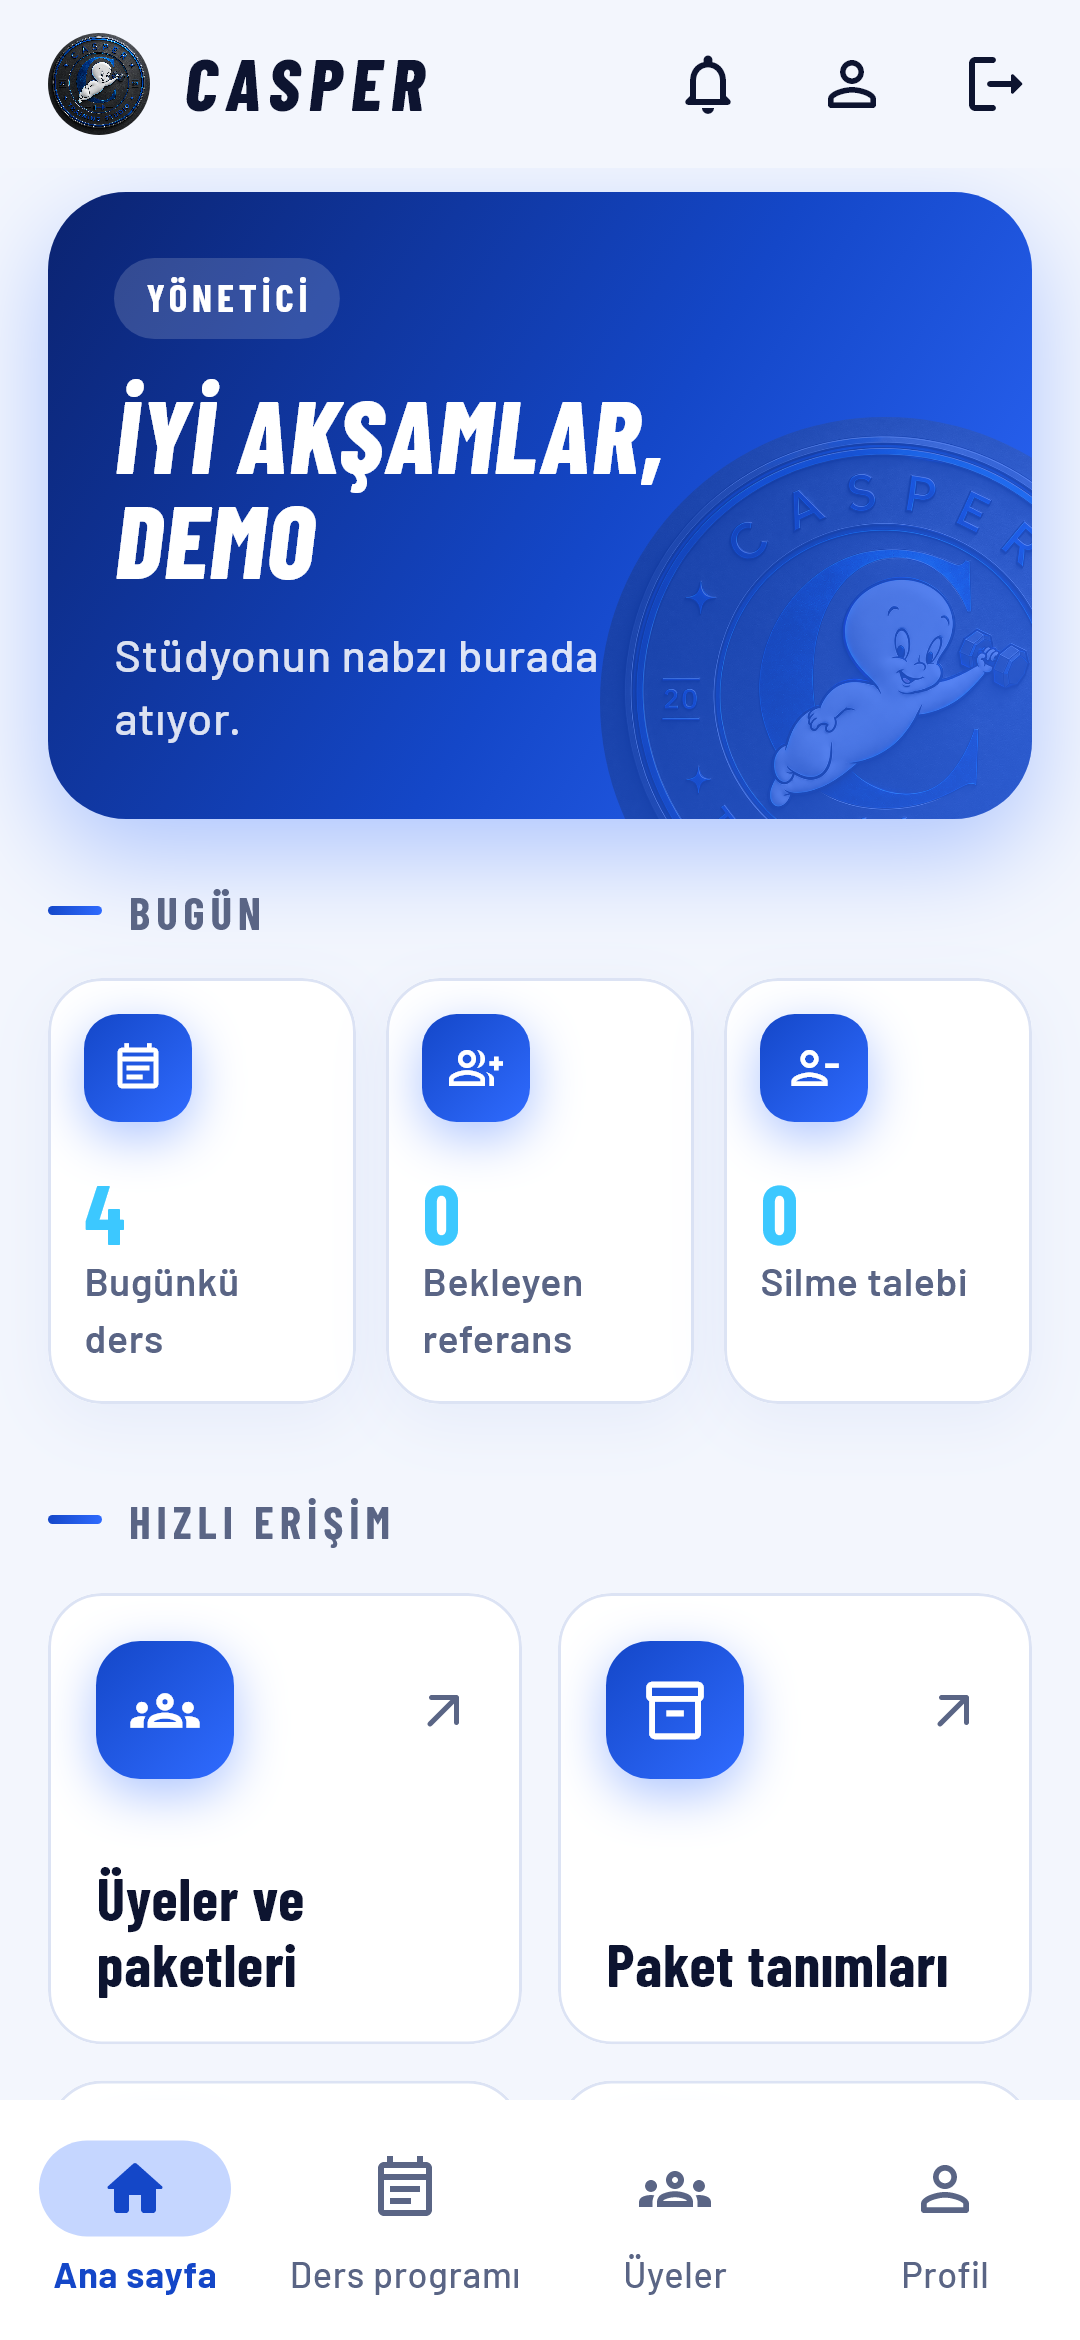 CASPER
YÖNETİCİ
İYİ AKŞAMLAR,
DEMO
Stüdyonun nabzı burada
atıyor.
CASPER
20
BUGÜN
4
Bugünkü
ders
0
Bekleyen
referans
0
Silme talebi
HIZLI ERİŞİM
Üyeler ve
paketleri
Paket tanımları
Ana sayfa
Ders programı
Üyeler
Profil